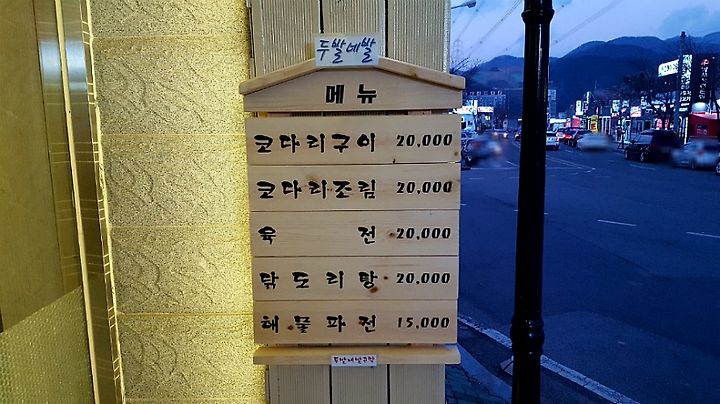 두발네발
메뉴
코다리구이 20,000
코다리조림 20,000
육전 20,000
닭도리탕 20,000
해물파전 15,000